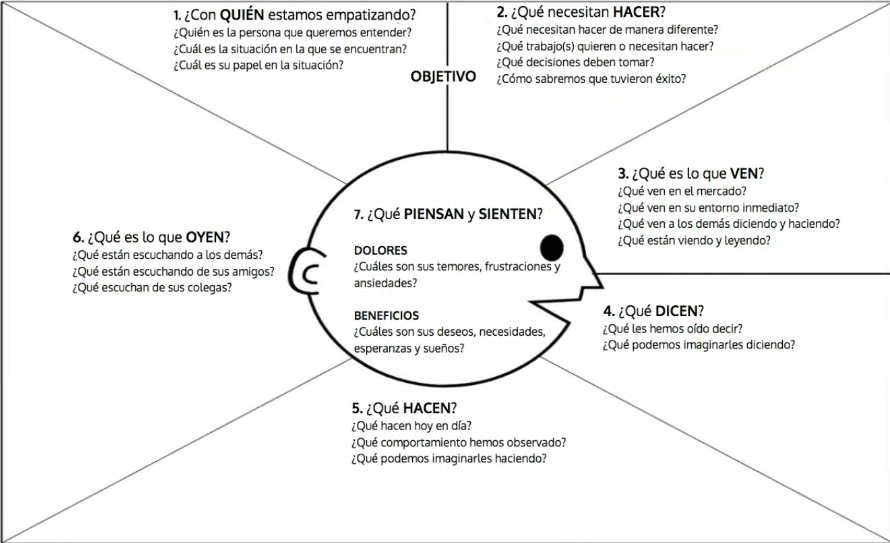 1. ¿Con QUIÉN estamos empatizando?
¿Quién es la persona que queremos entender?
¿Cuál es la situación en la que se encuentran?
¿Cuál es su papel en la situación?
OBJETIVO
2. ¿Qué necesitan HACER?
¿Qué necesitan hacer de manera diferente?
¿Qué trabajo(s) quieren o necesitan hacer?
¿Qué decisiones deben tomar?
¿Cómo sabremos que tuvieron éxito?
3. ¿Qué es lo que VEN?
¿Qué ven en el mercado?
¿Qué ven en su entorno inmediato?
¿Qué ven a los demás diciendo y haciendo?
¿Qué están viendo y leyendo?
4. ¿Qué DICEN?
¿Qué les hemos oído decir?
¿Qué podemos imaginarles diciendo?
5. ¿Qué HACEN?
¿Qué hacen hoy en día?
¿Qué comportamiento hemos observado?
¿Qué podemos imaginarles haciendo?
6. ¿Qué es lo que OYEN?
¿Qué están escuchando a los demás?
¿Qué están escuchando de sus amigos?
¿Qué escuchan de sus colegas?
7. ¿Qué PIENSAN y SIENTEN?
DOLORES
¿Cuáles son sus temores, frustraciones y
ansiedades?
BENEFICIOS
¿Cuáles son sus deseos, necesidades,
esperanzas y sueños?